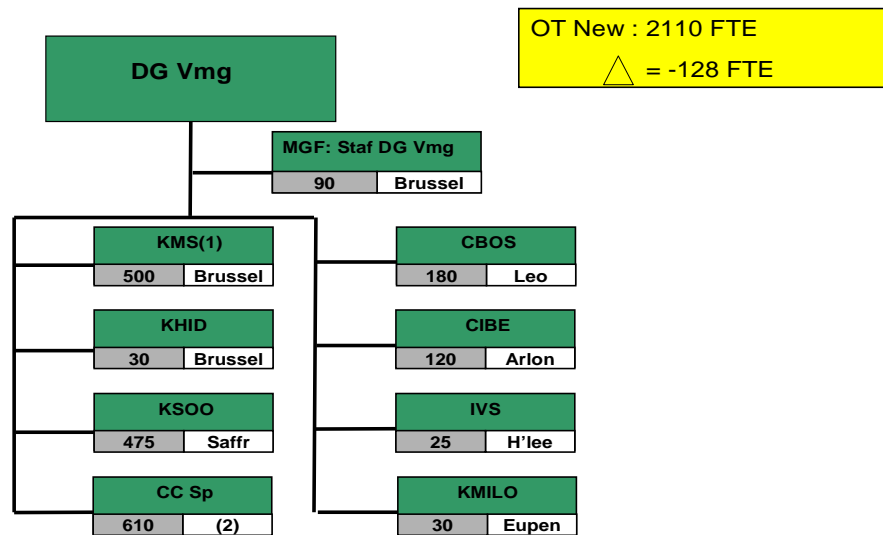 OT New : 2110 FTE
= -128 FTE
DG Vmg
MGF: Staf DG Vmg
90 Brussel
KMS(1)
500 Brussel
KHID
30 Brussel
KSOO
475 Saffr
CC Sp
610 (2)
CBOS
180 Leo
CIBE
120 Arlon
IVS
25 H'lee
KMILO
30 Eupen